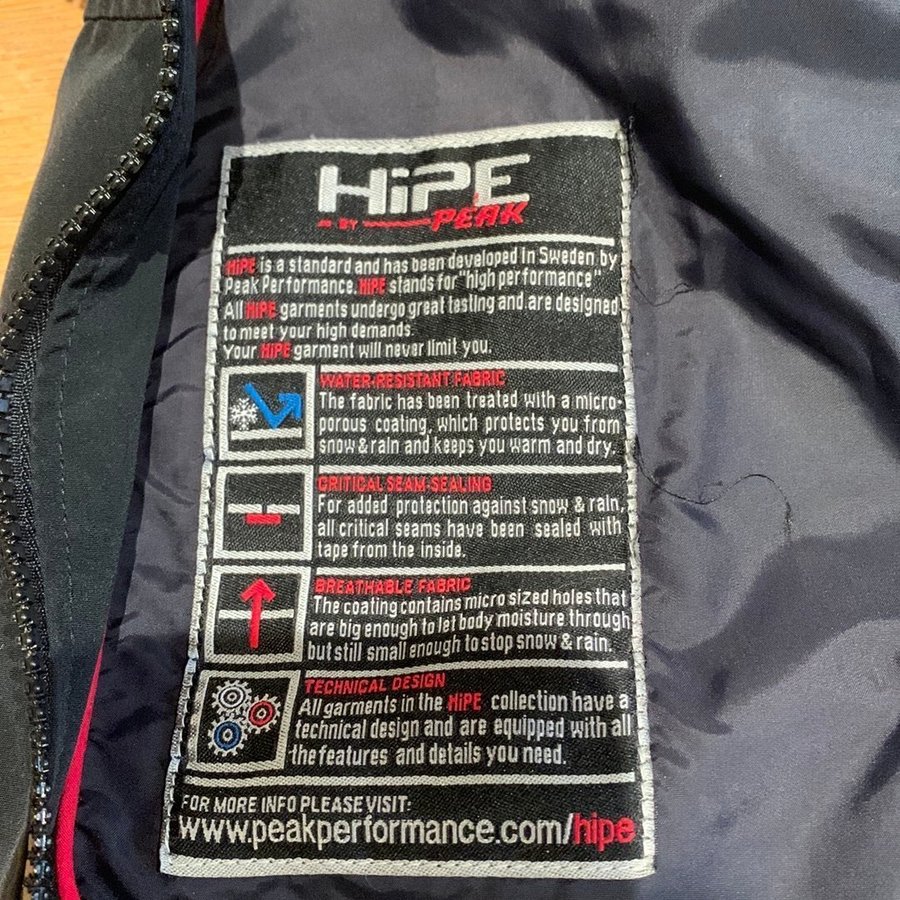 HiPE
BY PEAK
HiPE is a standard and has been developed in Sweden by
Peak Performance. HiPE stands for "high performance"
All HiPE garments undergo great testing and are designed
to meet your high demands.
Your HiPE garment will never limit you.
WATER-RESISTANT FABRIC
The fabric has been treated with a micro-
porous coating, which protects you from
snow & rain and keeps you warm and dry.
CRITICAL SEAM-SEALING
For added protection against snow & rain,
all critical seams have been sealed with
tape from the inside.
BREATHABLE FABRIC
The coating contains micro sized holes that
are big enough to let body moisture through
but still small enough to stop snow & rain.
TECHNICAL DESIGN
All garments in the HiPE collection have a
technical design and are equipped with all
the features and details you need.
FOR MORE INFO PLEASE VISIT:
www.peakperformance.com/hipe